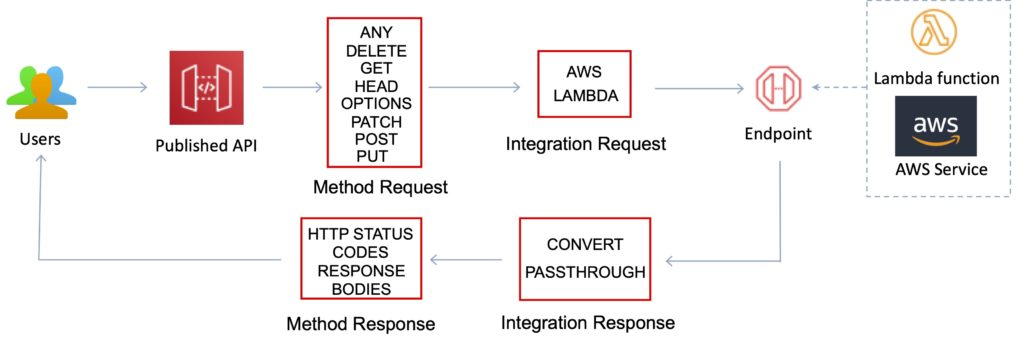 Users
Published API
ANY
DELETE
GET
HEAD
OPTIONS
PATCH
POST
PUT
Method Request
AWS
LAMBDA
Integration Request
Endpoint
Lambda function
aws
AWS Service
CONVERT
PASSTHROUGH
Integration Response
HTTP STATUS
CODES
RESPONSE
BODIES
Method Response